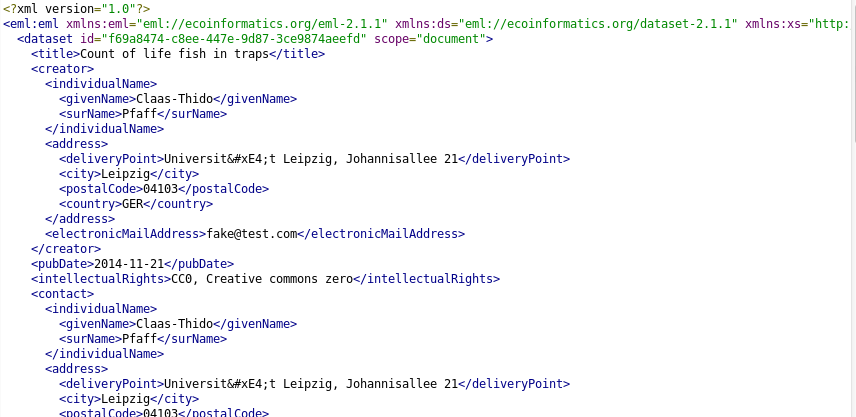 <?xml version="1.0"?>
<eml:eml xmlns:eml="eml://ecoinformatics.org/eml-2.1.1" xmlns:ds="eml://ecoinformatics.org/dataset-2.1.1" xmlns:xs="http:
<dataset id="f69a8474-c8ee-447e-9d87-3ce9874aeefd" scope="document">
<title>Count of life fish in traps</title>
<creator>
<individualName>
<givenName>Claas-Thido</givenName>
<surName>Pfaff</surName>
</individualName>
<address>
<deliveryPoint>Universit&#xE4;t Leipzig, Johannisallee 21</deliveryPoint>
<city>Leipzig</city>
<postalCode>04103</postalCode>
<country>GER</country>
</address>
<electronicMailAddress>fake@test.com</electronicMailAddress>
</creator>
<pubDate>2014-11-21</pubDate>
<intellectualRights>CC0, Creative commons zero</intellectualRights>
<contact>
<individualName>
<givenName>Claas-Thido</givenName>
<surName>Pfaff</surName>
</individualName>
<address>
<deliveryPoint>Universit&#xE4;t Leipzig, Johannisallee 21</deliveryPoint>
<city>Leipzig</city>
<postalCode>04103</postalCode>